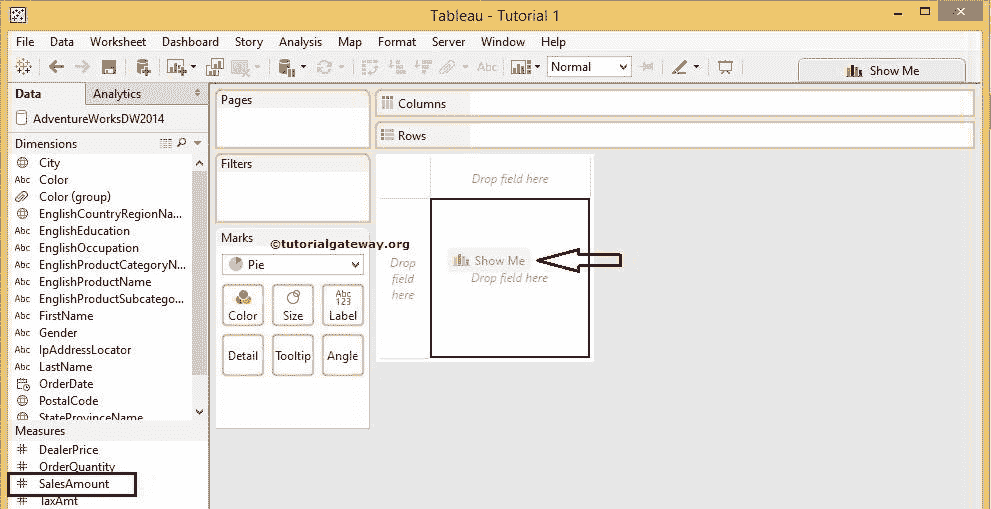 Tableau - Tutorial 1
File Data Worksheet Dashboard Story Analysis Map Format Server Window Help
Abc Normal Show Me
Data Analytics
AdventureWorksDW2014
Dimensions
City
Abc Color
Color (group)
EnglishCountryRegionNa...
Abc EnglishEducation
Abc EnglishOccupation
Abc EnglishProductCategoryN...
Abc EnglishProductName
Abc EnglishProductSubcatego...
Abc FirstName
Abc Gender
Abc IpAddressLocator
Abc LastName
OrderDate
PostalCode
StateProvinceName
Measures
# DealerPrice
# OrderQuantity
# SalesAmount
# TaxAmt
Pages
Filters
Marks
©tutorialgateway.org
Pie
Color Size Abc 123 Label
Detail Tooltip Angle
Columns
Rows
Drop field here
Drop
field
here
Show Me
Drop field here